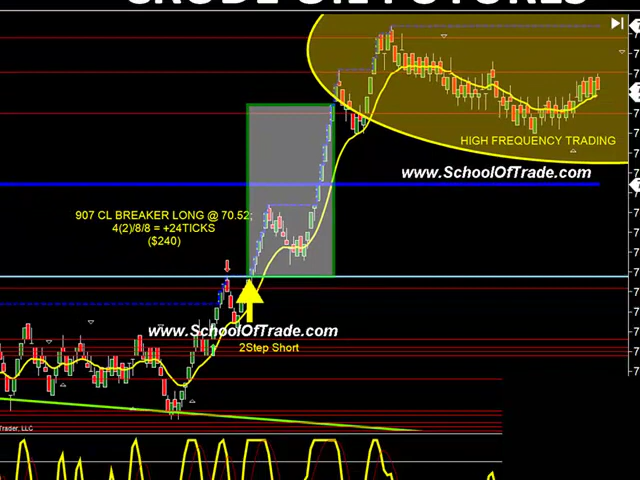 CRUDE OIL FUTURES
HIGH FREQUENCY TRADING
www.SchoolOfTrade.com
907 CL BREAKER LONG @ 70.52;
4(2)/8/8 = +24TICKS
($240)
www.SchoolOfTrade.com
2Step Short
Trader, LLC